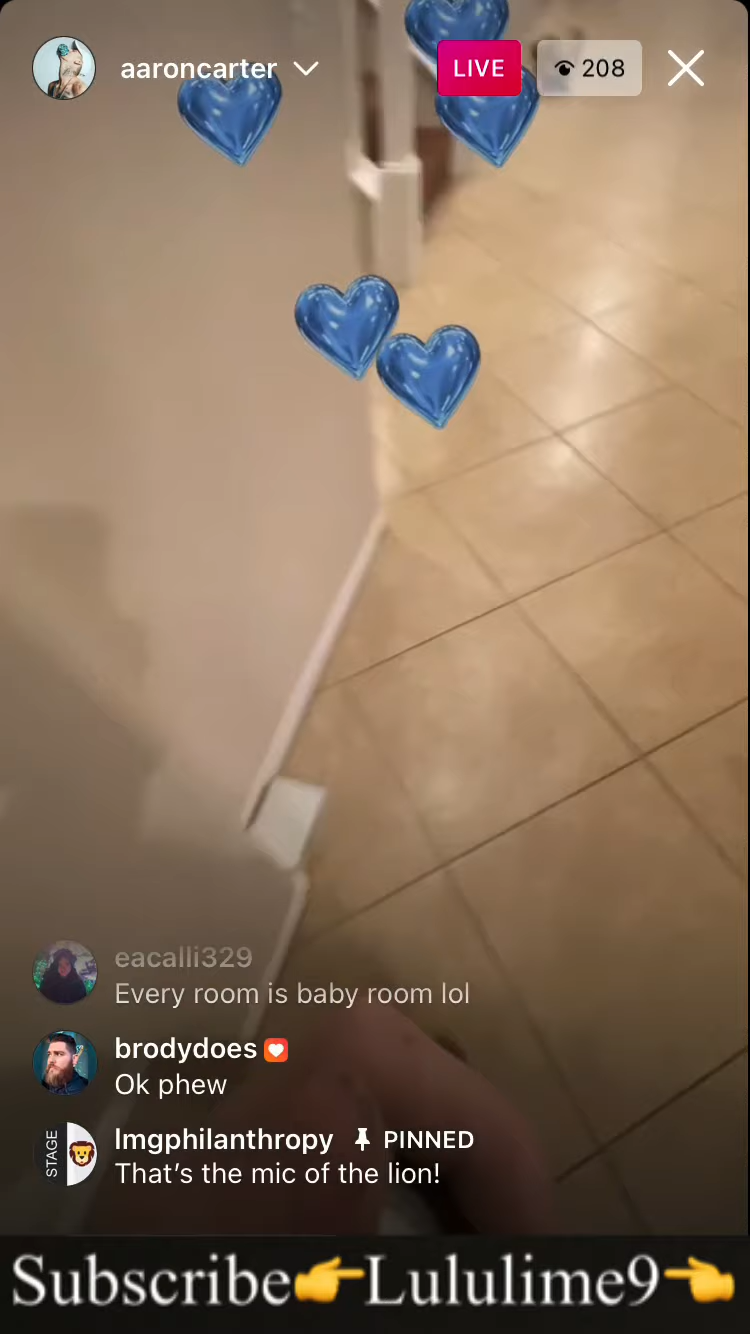 aaroncarter
LIVE
208
eacalli329
Every room is baby room lol
brodydoes
Ok phew
lmgphilanthropy PINNED
STAGE
That’s the mic of the lion!
Subscribe👉Lululime9👈